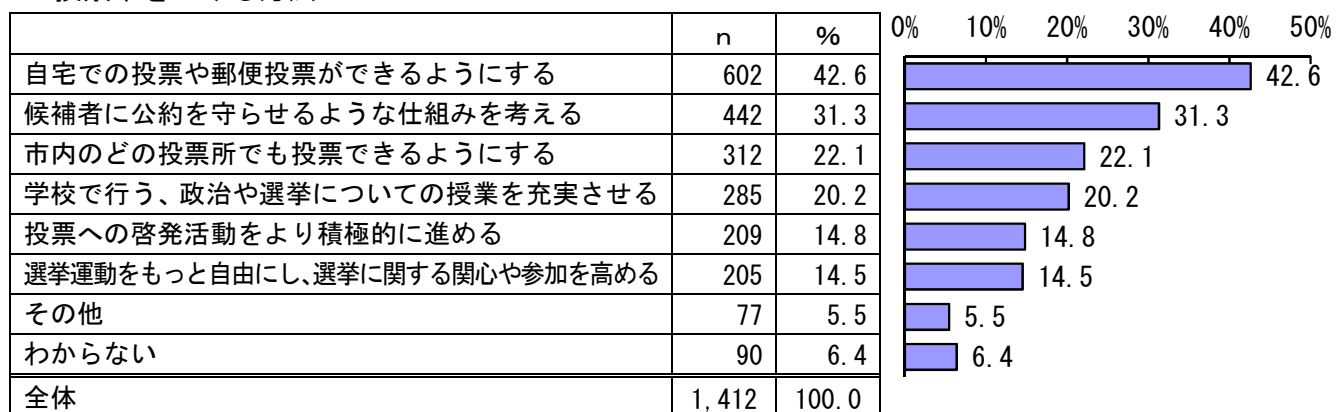 n % 0% 10% 20% 30% 40% 50%
自宅での投票や郵便投票ができるようにする 602 42.6 42.6
候補者に公約を守らせるような仕組みを考える 442 31.3 31.3
市内のどの投票所でも投票できるようにする 312 22.1 22.1
学校で行う、政治や選挙についての授業を充実させる 285 20.2 20.2
投票への啓発活動をより積極的に進める 209 14.8 14.8
選挙運動をもっと自由にし、選挙に関する関心や参加を高める 205 14.5 14.5
その他 77 5.5 5.5
わからない 90 6.4 6.4
全体 1,412 100.0